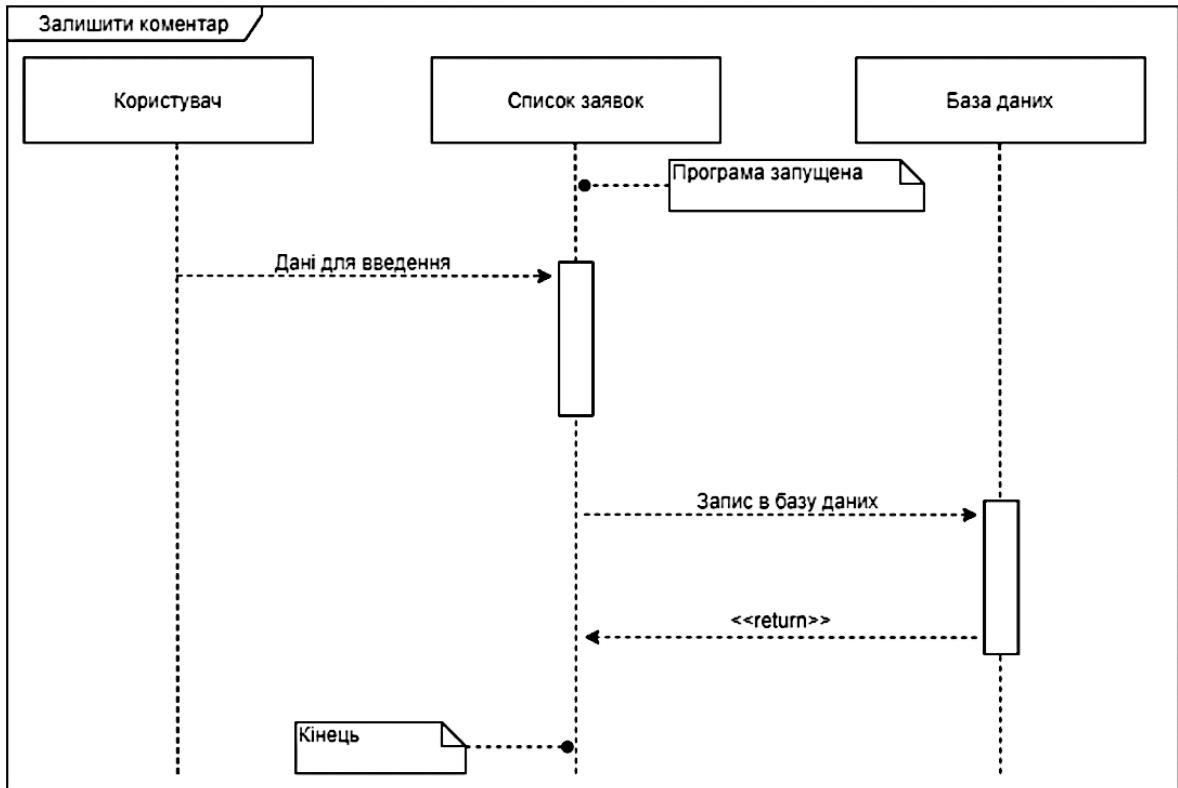 Залишити коментар
Користувач
Список заявок
База даних
Програма запущена
Дані для введення
Запис в базу даних
<<return>>
Кінець